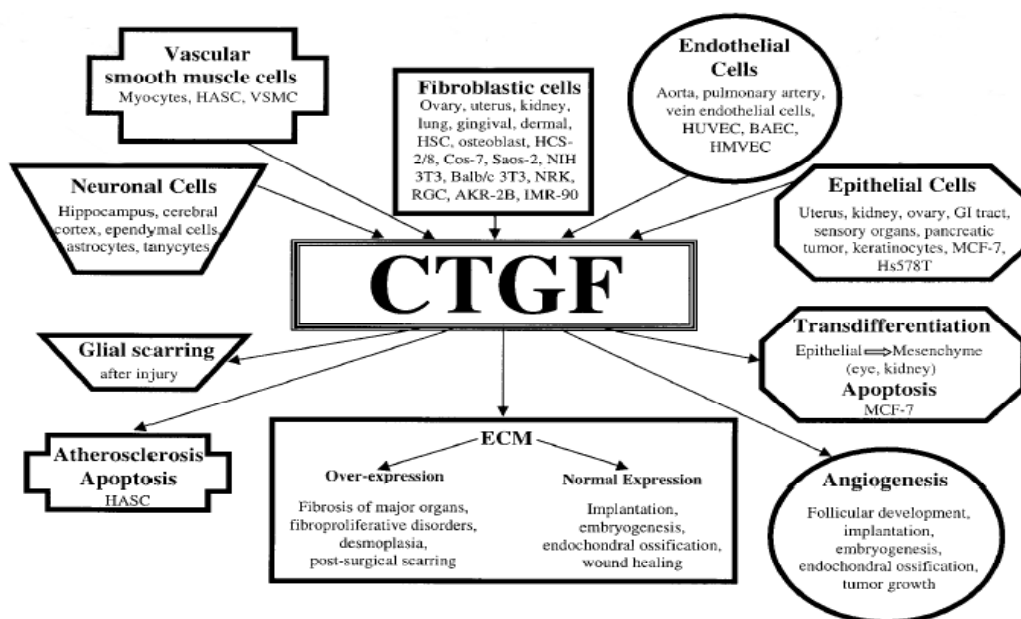 Vascular
smooth muscle cells
Myocytes, HASC, VSMC
Fibroblastic cells
Ovary, uterus, kidney,
lung, gingival, dermal,
HSC, osteoblast, HCS-
2/8, Cos-7, Saos-2, NIH
3T3, Balb/c 3T3, NRK,
RGC, AKR-2B, IMR-90
Endothelial
Cells
Aorta, pulmonary artery,
vein endothelial cells,
HUVEC, BAEC,
HMVEC
Neuronal Cells
Hippocampus, cerebral
cortex, ependymal cells,
astrocytes, tanycytes
Epithelial Cells
Uterus, kidney, ovary, GI tract,
sensory organs, pancreatic
tumor, keratinocytes, MCF-7,
Hs578T
CTGF
Glial scarring
after injury
Transdifferentiation
Epithelial ⟹ Mesenchyme
(eye, kidney)
Apoptosis
MCF-7
Atherosclerosis
Apoptosis
HASC
ECM
Over-expression
Fibrosis of major organs,
fibroproliferative disorders,
desmoplasia,
post-surgical scarring
Normal Expression
Implantation,
embryogenesis,
endochondral ossification,
wound healing
Angiogenesis
Follicular development,
implantation,
embryogenesis,
endochondral ossification,
tumor growth